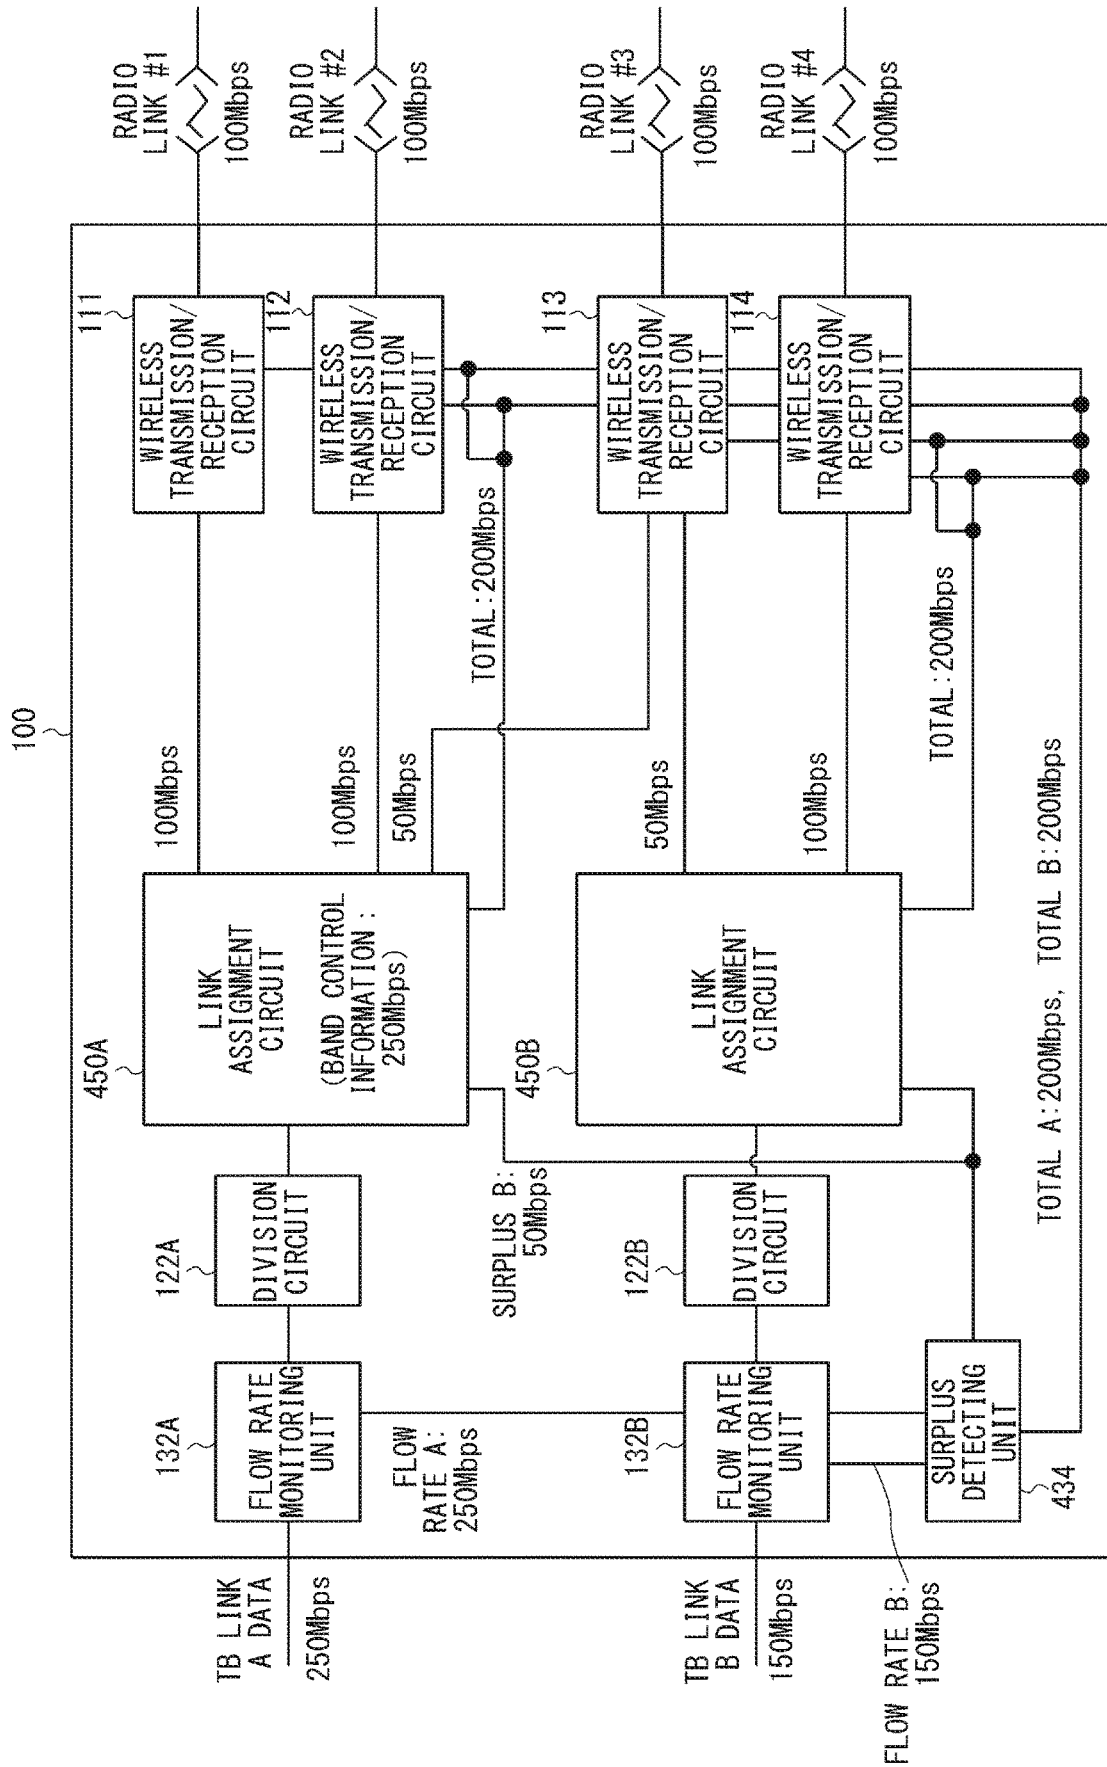 100
TB LINK
A DATA
250Mbps
132A
FLOW RATE
MONITORING
UNIT
122A
DIVISION
CIRCUIT
450A
LINK
ASSIGNMENT
CIRCUIT
(BAND CONTROL
INFORMATION :
250Mbps)
100Mbps
111
WIRELESS
TRANSMISSION/
RECEPTION
CIRCUIT
RADIO
LINK #1
100Mbps
100Mbps
112
WIRELESS
TRANSMISSION/
RECEPTION
CIRCUIT
RADIO
LINK #2
100Mbps
50Mbps
TOTAL:200Mbps
FLOW
RATE A:
250Mbps
SURPLUS B:
50Mbps
TB LINK
B DATA
150Mbps
132B
FLOW RATE
MONITORING
UNIT
122B
DIVISION
CIRCUIT
450B
LINK
ASSIGNMENT
CIRCUIT
50Mbps
113
WIRELESS
TRANSMISSION/
RECEPTION
CIRCUIT
RADIO
LINK #3
100Mbps
100Mbps
114
WIRELESS
TRANSMISSION/
RECEPTION
CIRCUIT
RADIO
LINK #4
100Mbps
TOTAL:200Mbps
FLOW RATE B:
150Mbps
SURPLUS
DETECTING
UNIT
434
TOTAL A:200Mbps, TOTAL B:200Mbps